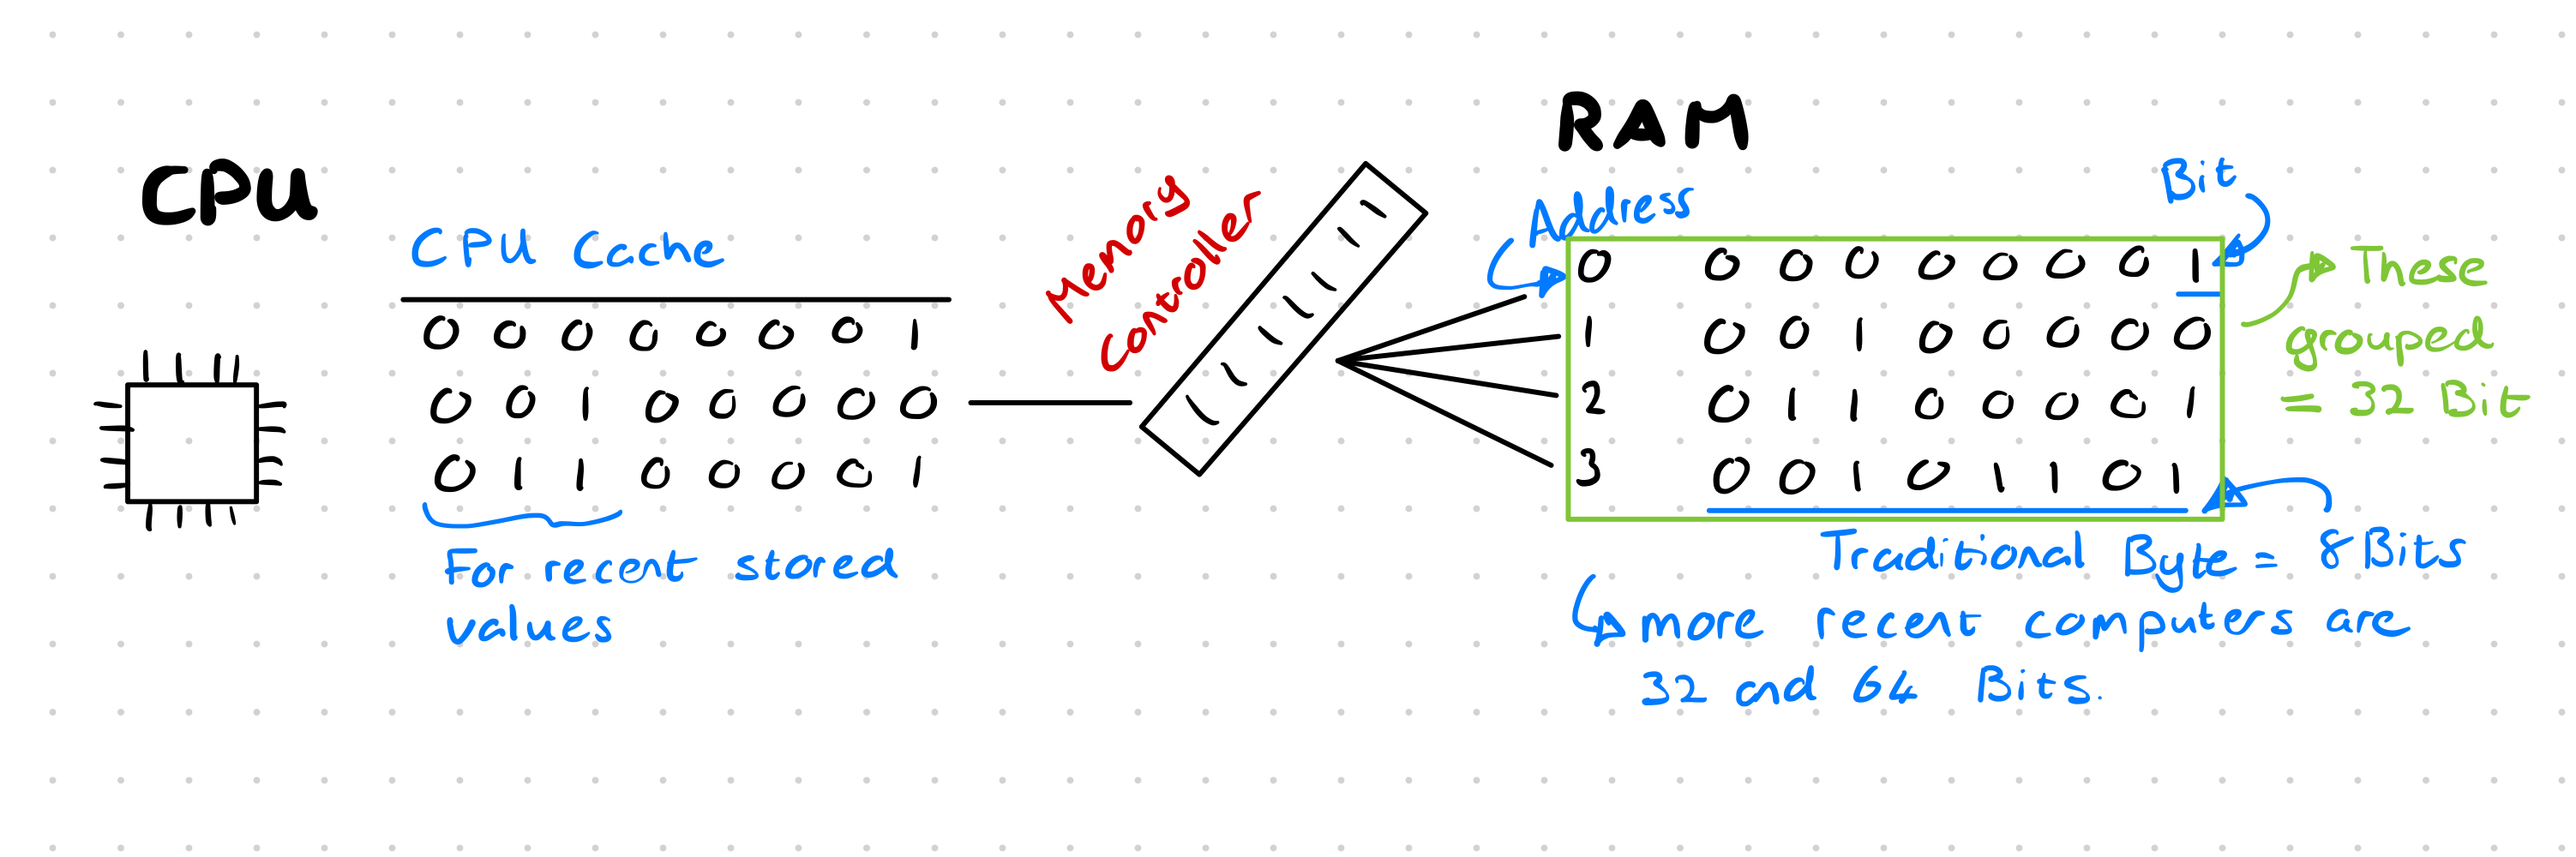 CPU
CPU Cache
0 0 0 0 0 0 0 1
0 0 1 0 0 0 0 0
0 1 1 0 0 0 0 1
For recent stored
values
Memory
Controller
RAM
Address
Bit
0 0 0 0 0 0 0 0 1
1 0 0 1 0 0 0 0 0
2 0 1 1 0 0 0 0 1
3 0 0 1 0 1 1 0 1
These
grouped
= 32 Bit
Traditional Byte = 8 Bits
more recent computers are
32 and 64 Bits.